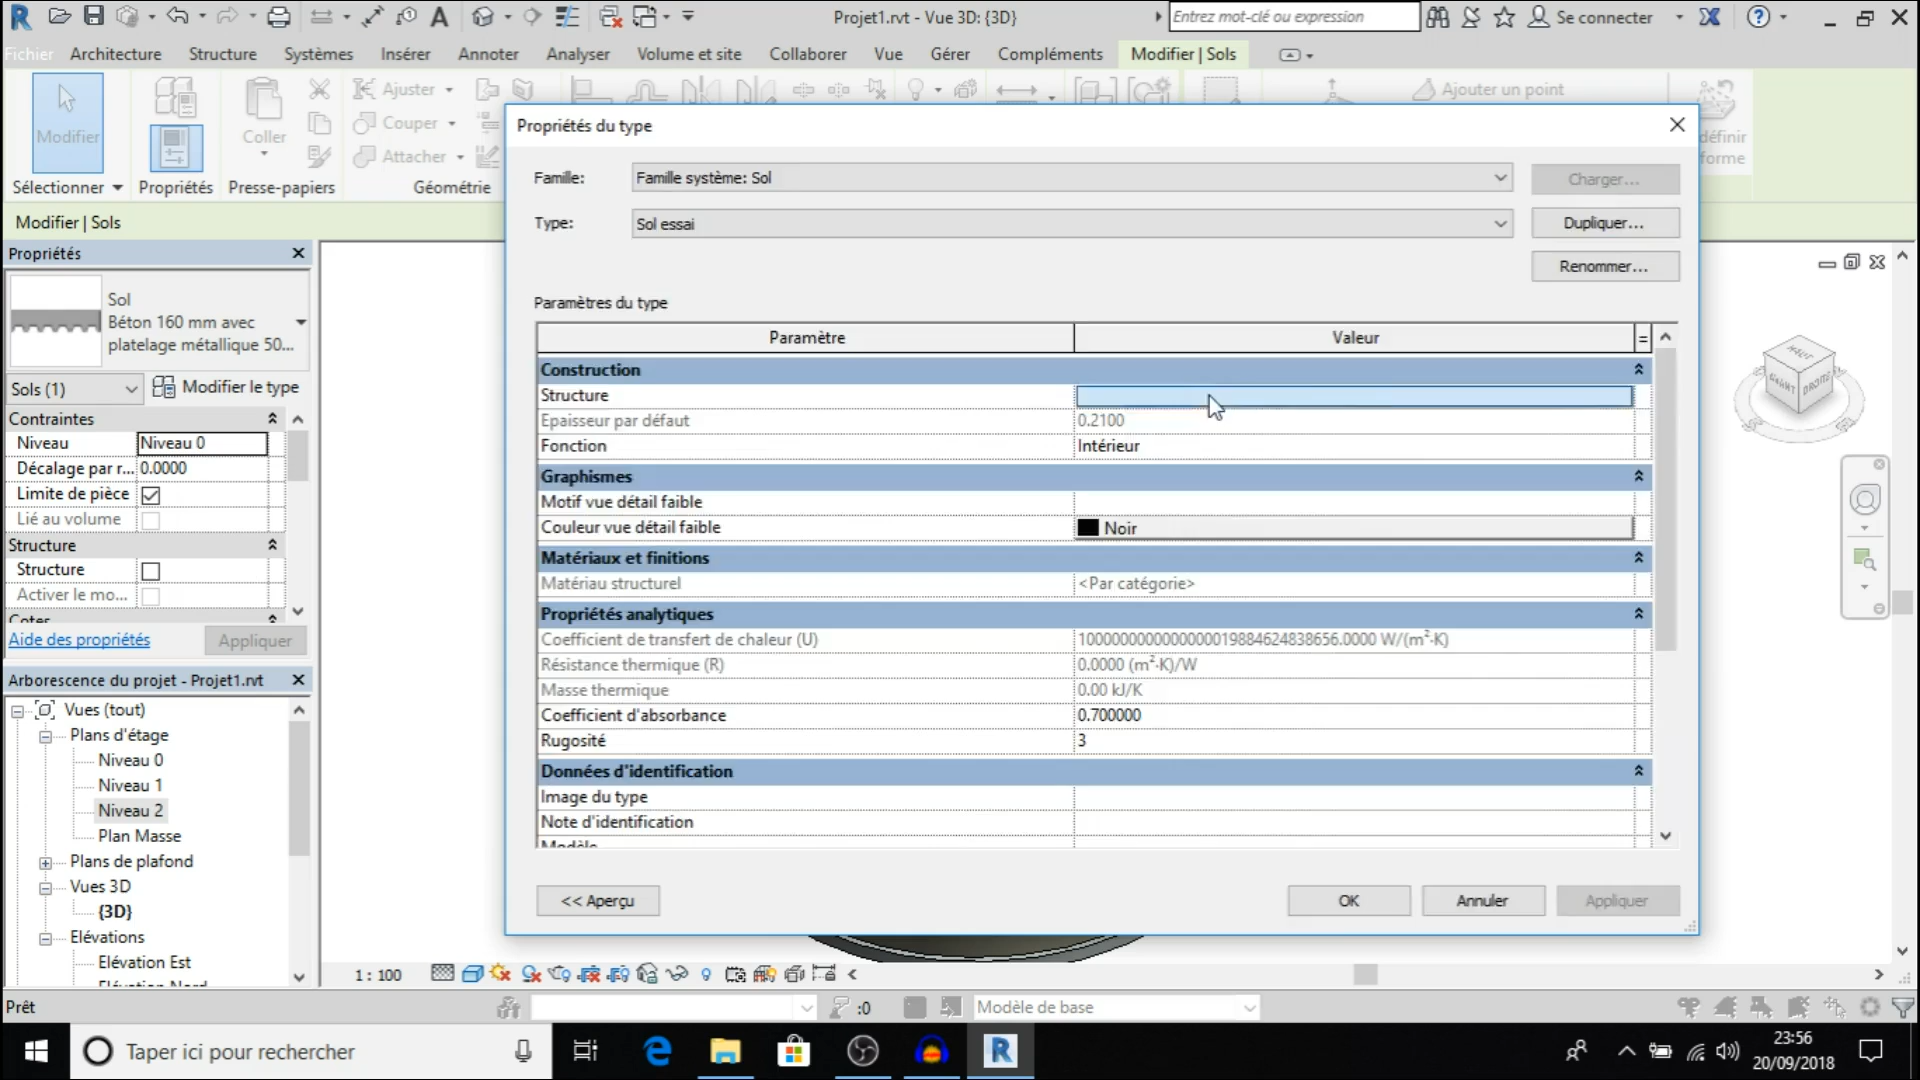 Projet1.rvt - Vue 3D: {3D}
Entrez mot-clé ou expression
Se connecter
Fichier
Architecture
Structure
Systèmes
Insérer
Annoter
Analyser
Volume et site
Collaborer
Vue
Gérer
Compléments
Modifier | Sols
Modifier
Coller
Ajuster
Couper
Attacher
Ajouter un point
Sélectionner
Propriétés
Presse-papiers
Géométrie
Modifier | Sols
Propriétés
Sol
Béton 160 mm avec
platelage métallique 50...
Sols (1)
Modifier le type
Contraintes
Niveau
Niveau 0
Décalage par r...
0.0000
Limite de pièce
Lié au volume
Structure
Structure
Activer le mo...
Aide des propriétés
Appliquer
Arborescence du projet - Projet1.rvt
Vues (tout)
Plans d'étage
Niveau 0
Niveau 1
Niveau 2
Plan Masse
Plans de plafond
Vues 3D
{3D}
Elévations
Elévation Est
Propriétés du type
Famille:
Famille système: Sol
Charger...
Type:
Sol essai
Dupliquer...
Renommer...
Paramètres du type
Paramètre
Valeur
=
Construction
Structure
Epaisseur par défaut
0.2100
Fonction
Intérieur
Graphismes
Motif vue détail faible
Couleur vue détail faible
Noir
Matériaux et finitions
Matériau structurel
<Par catégorie>
Propriétés analytiques
Coefficient de transfert de chaleur (U)
Résistance thermique (R)
0.0000 (m²·K)/W
Masse thermique
0.00 kJ/K
Coefficient d'absorbance
0.700000
Rugosité
3
Données d'identification
Image du type
Note d'identification
<< Aperçu
OK
Annuler
Appliquer
HAUT
AVANT
DROITE
1 : 100
Prêt
:0
Modèle de base
Taper ici pour rechercher
23:56
20/09/2018